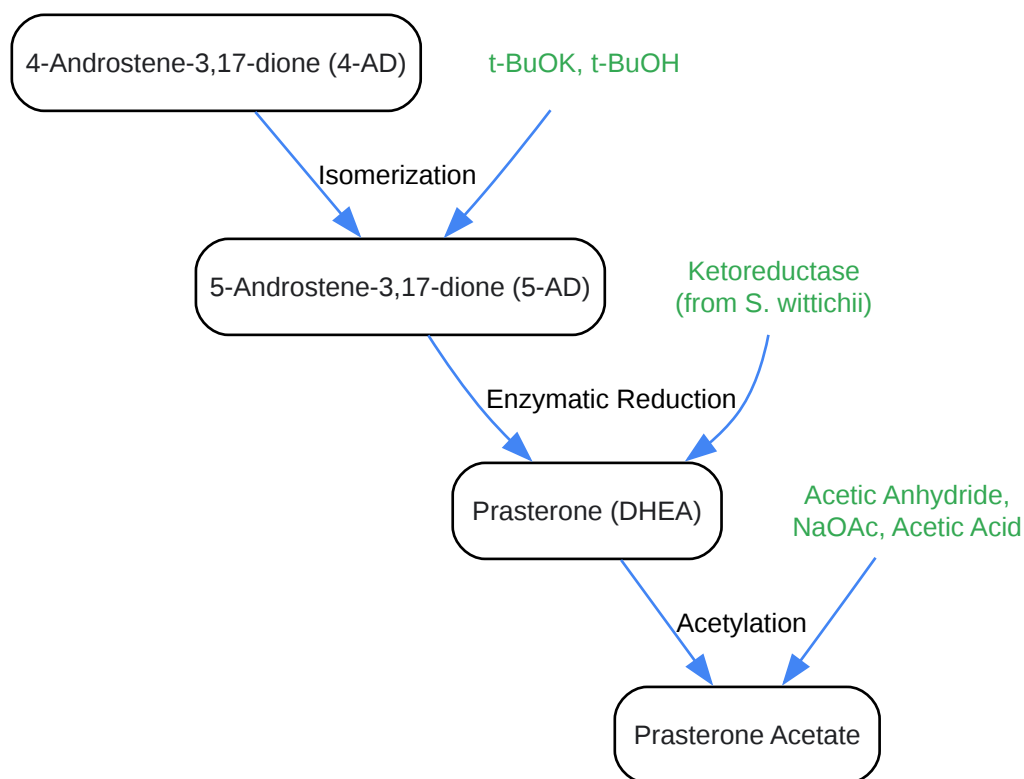 4-Androstene-3,17-dione (4-AD)
t-BuOK, t-BuOH
Isomerization
5-Androstene-3,17-dione (5-AD)
Ketoreductase
(from S. wittichii)
Enzymatic Reduction
Prasterone (DHEA)
Acetic Anhydride,
NaOAc, Acetic Acid
Acetylation
Prasterone Acetate